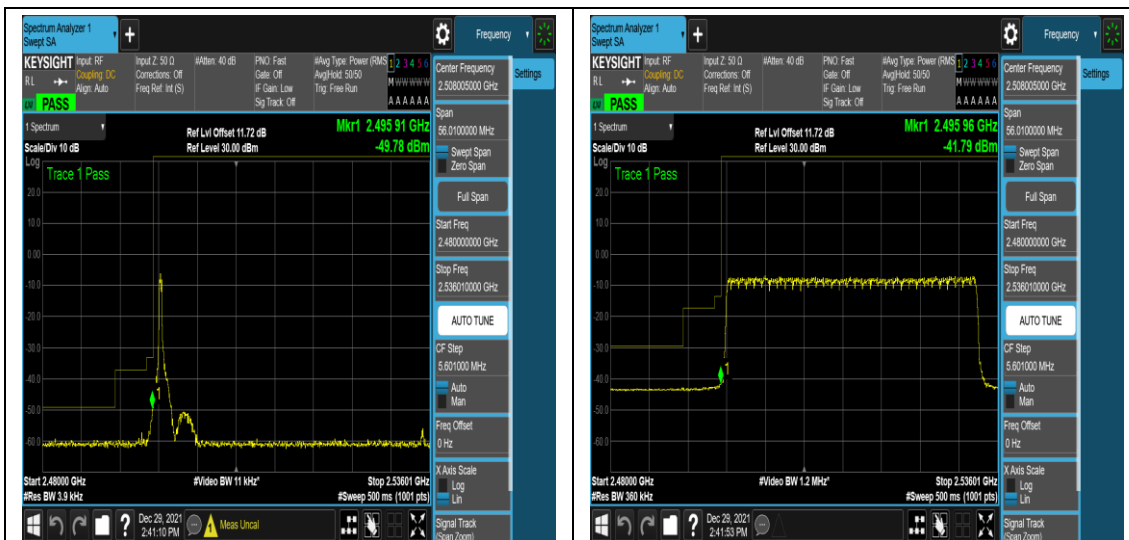 Spectrum Analyzer 1
Swept SA
+
Frequency
KEYSIGHT
RL
Input: RF
Coupling: DC
Align: Auto
Input Z: 50 Ω
Corrections: Off
Freq Ref: Int (S)
#Atten: 40 dB
PNO: Fast
Gate: Off
IF Gain: Low
Sig Track: Off
#Avg Type: Power (RMS
Avg|Hold: 50/50
Trig: Free Run
1 2 3 4 5 6
M W W W W W
A A A A A A
LV PASS
1 Spectrum
Scale/Div 10 dB
Ref Lvl Offset 11.72 dB
Ref Level 30.00 dBm
Mkr1 2.495 91 GHz
-49.78 dBm
Log
Trace 1 Pass
20.0
10.0
0.00
-10.0
-20.0
-30.0
-40.0
-50.0
-60.0
1
Start 2.48000 GHz
#Res BW 3.9 kHz
#Video BW 11 kHz*
Stop 2.53601 GHz
#Sweep 500 ms (1001 pts)
Center Frequency
2.508005000 GHz
Settings
Span
56.0100000 MHz
Swept Span
Zero Span
Full Span
Start Freq
2.480000000 GHz
Stop Freq
2.536010000 GHz
AUTO TUNE
CF Step
5.601000 MHz
Auto
Man
Freq Offset
0 Hz
X Axis Scale
Log
Lin
Signal Track
(Span Zoom)
?
Dec 29, 2021
2:41:10 PM
Meas Uncal
Spectrum Analyzer 1
Swept SA
+
Frequency
KEYSIGHT
RL
Input: RF
Coupling: DC
Align: Auto
Input Z: 50 Ω
Corrections: Off
Freq Ref: Int (S)
#Atten: 40 dB
PNO: Fast
Gate: Off
IF Gain: Low
Sig Track: Off
#Avg Type: Power (RMS
Avg|Hold: 50/50
Trig: Free Run
1 2 3 4 5 6
M W W W W W
A A A A A A
LV PASS
1 Spectrum
Scale/Div 10 dB
Ref Lvl Offset 11.72 dB
Ref Level 30.00 dBm
Mkr1 2.495 96 GHz
-41.79 dBm
Log
Trace 1 Pass
20.0
10.0
0.00
-10.0
-20.0
-30.0
-40.0
-50.0
-60.0
1
Start 2.48000 GHz
#Res BW 360 kHz
#Video BW 1.2 MHz*
Stop 2.53601 GHz
#Sweep 500 ms (1001 pts)
Center Frequency
2.508005000 GHz
Settings
Span
56.0100000 MHz
Swept Span
Zero Span
Full Span
Start Freq
2.480000000 GHz
Stop Freq
2.536010000 GHz
AUTO TUNE
CF Step
5.601000 MHz
Auto
Man
Freq Offset
0 Hz
X Axis Scale
Log
Lin
Signal Track
(Span Zoom)
?
Dec 29, 2021
2:41:53 PM